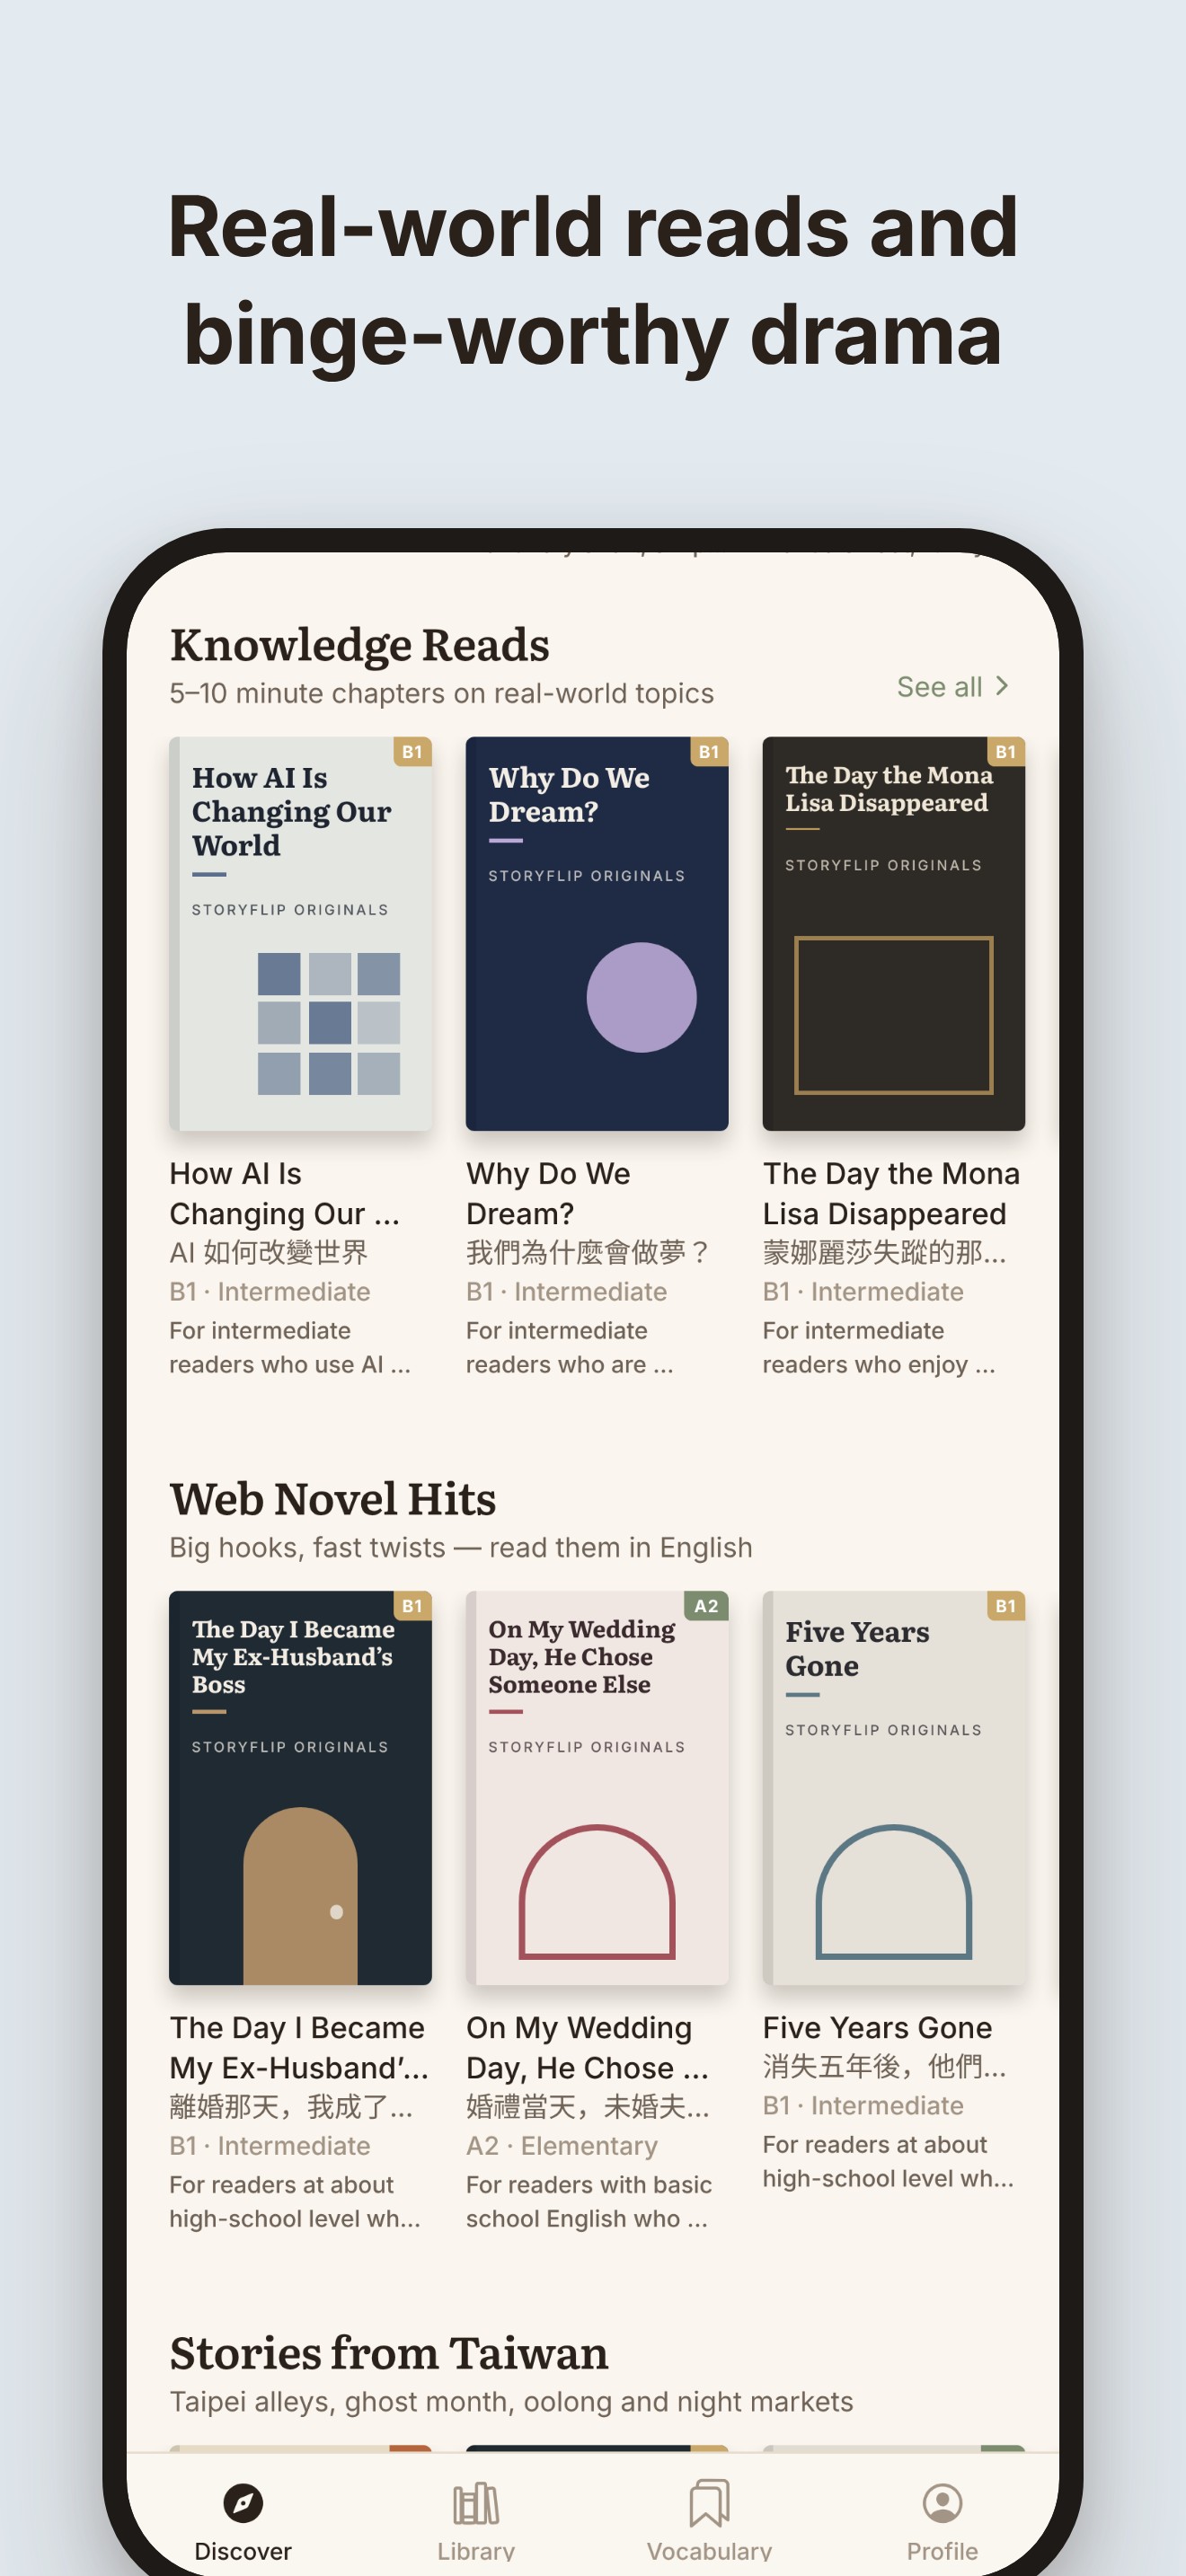 Real-world reads and
binge-worthy drama
Knowledge Reads
5–10 minute chapters on real-world topics
See all
B1
How AI Is
Changing Our
World
STORYFLIP ORIGINALS
B1
Why Do We
Dream?
STORYFLIP ORIGINALS
B1
The Day the Mona
Lisa Disappeared
STORYFLIP ORIGINALS
How AI Is
Changing Our ...
AI 如何改變世界
B1 · Intermediate
For intermediate
readers who use AI ...
Why Do We
Dream?
我們為什麼會做夢？
B1 · Intermediate
For intermediate
readers who are ...
The Day the Mona
Lisa Disappeared
蒙娜麗莎失蹤的那...
B1 · Intermediate
For intermediate
readers who enjoy ...
Web Novel Hits
Big hooks, fast twists — read them in English
B1
The Day I Became
My Ex-Husband’s
Boss
STORYFLIP ORIGINALS
A2
On My Wedding
Day, He Chose
Someone Else
STORYFLIP ORIGINALS
B1
Five Years
Gone
STORYFLIP ORIGINALS
The Day I Became
My Ex-Husband’...
離婚那天，我成了...
B1 · Intermediate
For readers at about
high-school level wh...
On My Wedding
Day, He Chose ...
婚禮當天，未婚夫...
A2 · Elementary
For readers with basic
school English who ...
Five Years Gone
消失五年後，他們...
B1 · Intermediate
For readers at about
high-school level wh...
Stories from Taiwan
Taipei alleys, ghost month, oolong and night markets
Discover
Library
Vocabulary
Profile